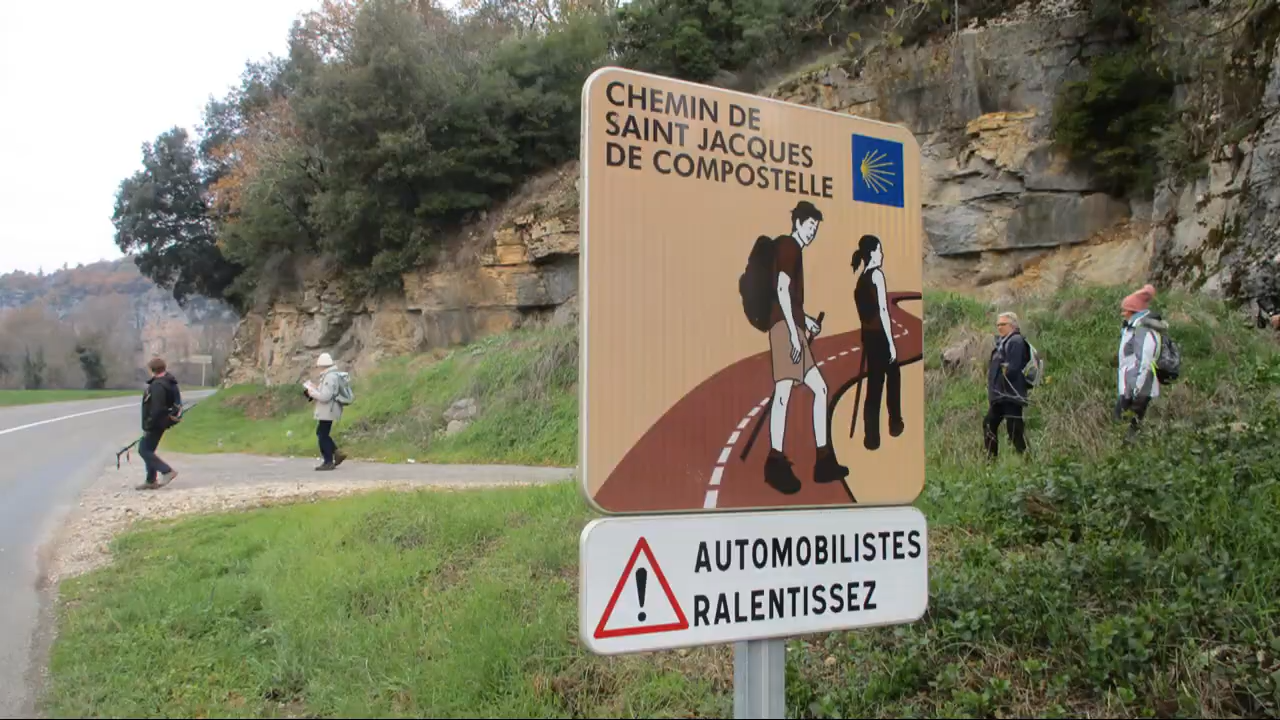 CHEMIN DE
SAINT JACQUES
DE COMPOSTELLE
AUTOMOBILISTES
RALENTISSEZ